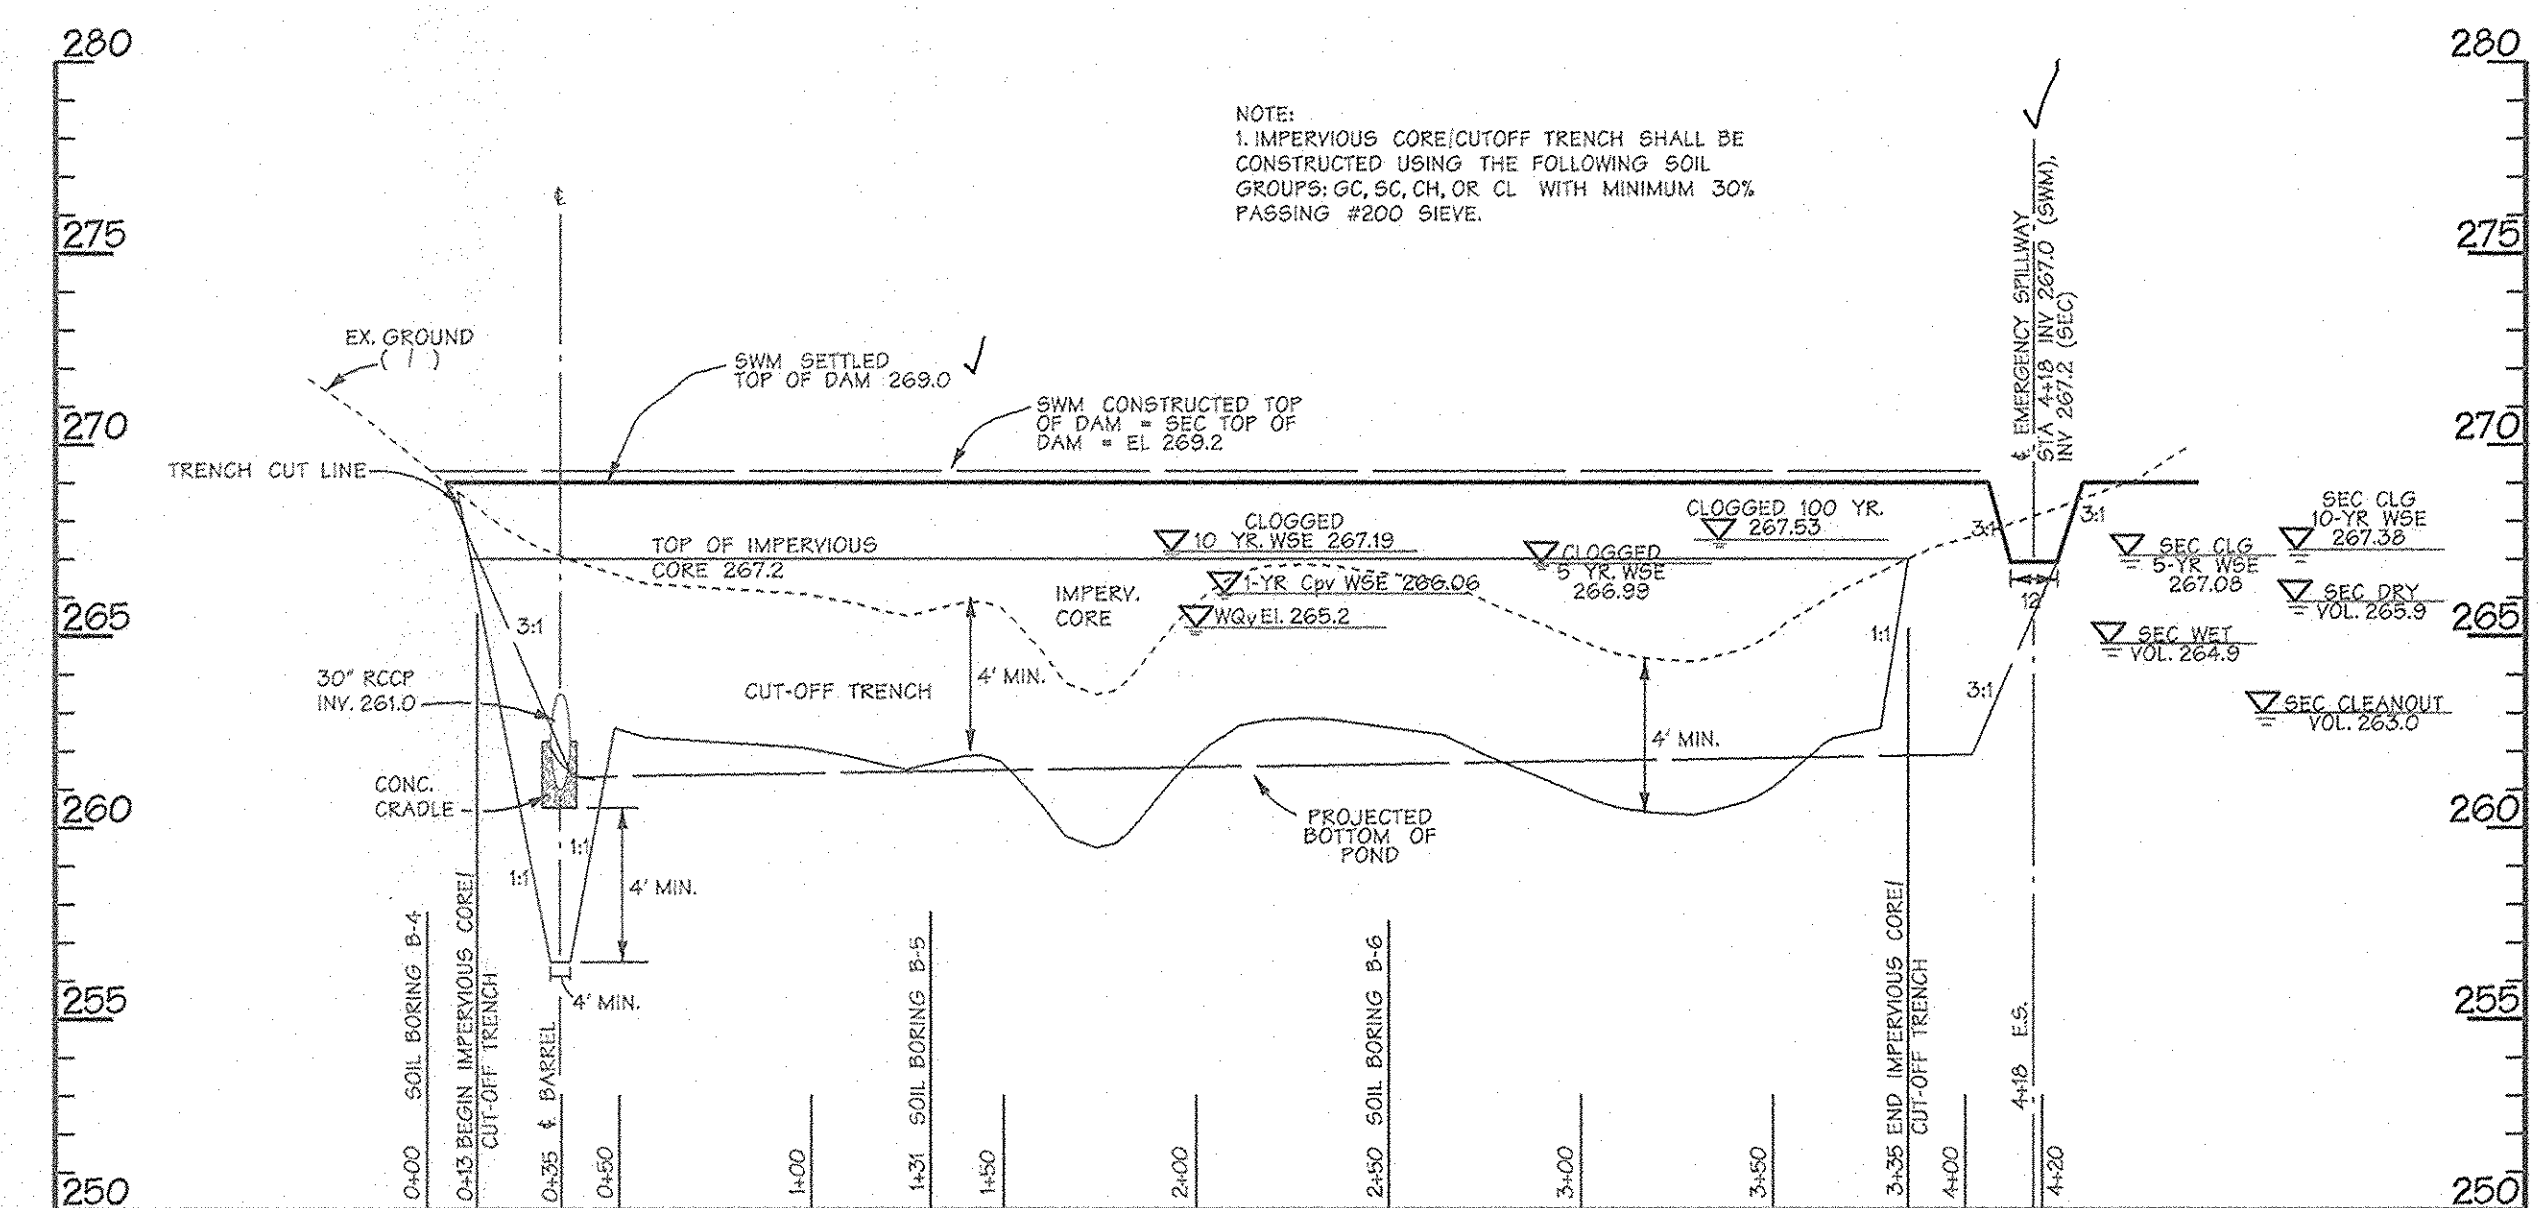 280
280
NOTE:
1. IMPERVIOUS CORE/CUTOFF TRENCH SHALL BE
CONSTRUCTED USING THE FOLLOWING SOIL
GROUPS: GC, SC, CH, OR CL WITH MINIMUM 30%
PASSING #200 SIEVE.
℄
275
275
℄ EMERGENCY SPILLWAY
STA 4+18 INV 267.0 (SWM),
INV 267.2 (SEC)
EX. GROUND
( / )
SWM SETTLED
TOP OF DAM 269.0
SWM CONSTRUCTED TOP
OF DAM = SEC TOP OF
DAM = EL 269.2
270
270
TRENCH CUT LINE
TOP OF IMPERVIOUS
CORE 267.2
CLOGGED
10 YR. WSE 267.19
CLOGGED 100 YR.
267.53
3:1
3:1
SEC CLG
10-YR WSE
267.38
CLOGGED
5 YR. WSE
266.99
SEC CLG
5-YR WSE
267.08
1-YR Cpv WSE 266.06
IMPERV.
CORE
WQv El. 265.2
12
SEC DRY
VOL. 265.9
265
265
3:1
1:1
SEC WET
VOL. 264.9
30" RCCP
INV. 261.0
CUT-OFF TRENCH
4' MIN.
3:1
SEC CLEANOUT
VOL. 263.0
4' MIN.
CONC.
CRADLE
260
260
PROJECTED
BOTTOM OF
POND
1:1
1:1
4' MIN.
4' MIN.
255
255
250
250
0+00 SOIL BORING B-4
0+13 BEGIN IMPERVIOUS CORE/
CUT-OFF TRENCH
0+35 ℄ BARREL
0+50
1+00
1+31 SOIL BORING B-5
1+50
2+00
2+50 SOIL BORING B-6
3+00
3+50
3+35 END IMPERVIOUS CORE/
CUT-OFF TRENCH
4+00
4+18 E.S.
4+20